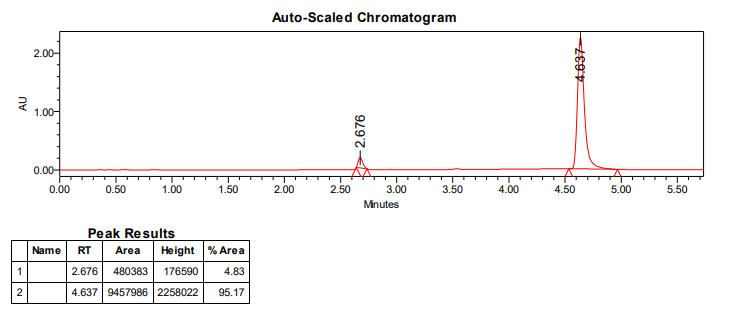 Auto-Scaled Chromatogram
AU
2.00
1.00
0.00
2.676
4.637
0.00 0.50 1.00 1.50 2.00 2.50 3.00 3.50 4.00 4.50 5.00 5.50
Minutes
Peak Results
Name RT Area Height % Area
1 2.676 480383 176590 4.83
2 4.637 9457986 2258022 95.17